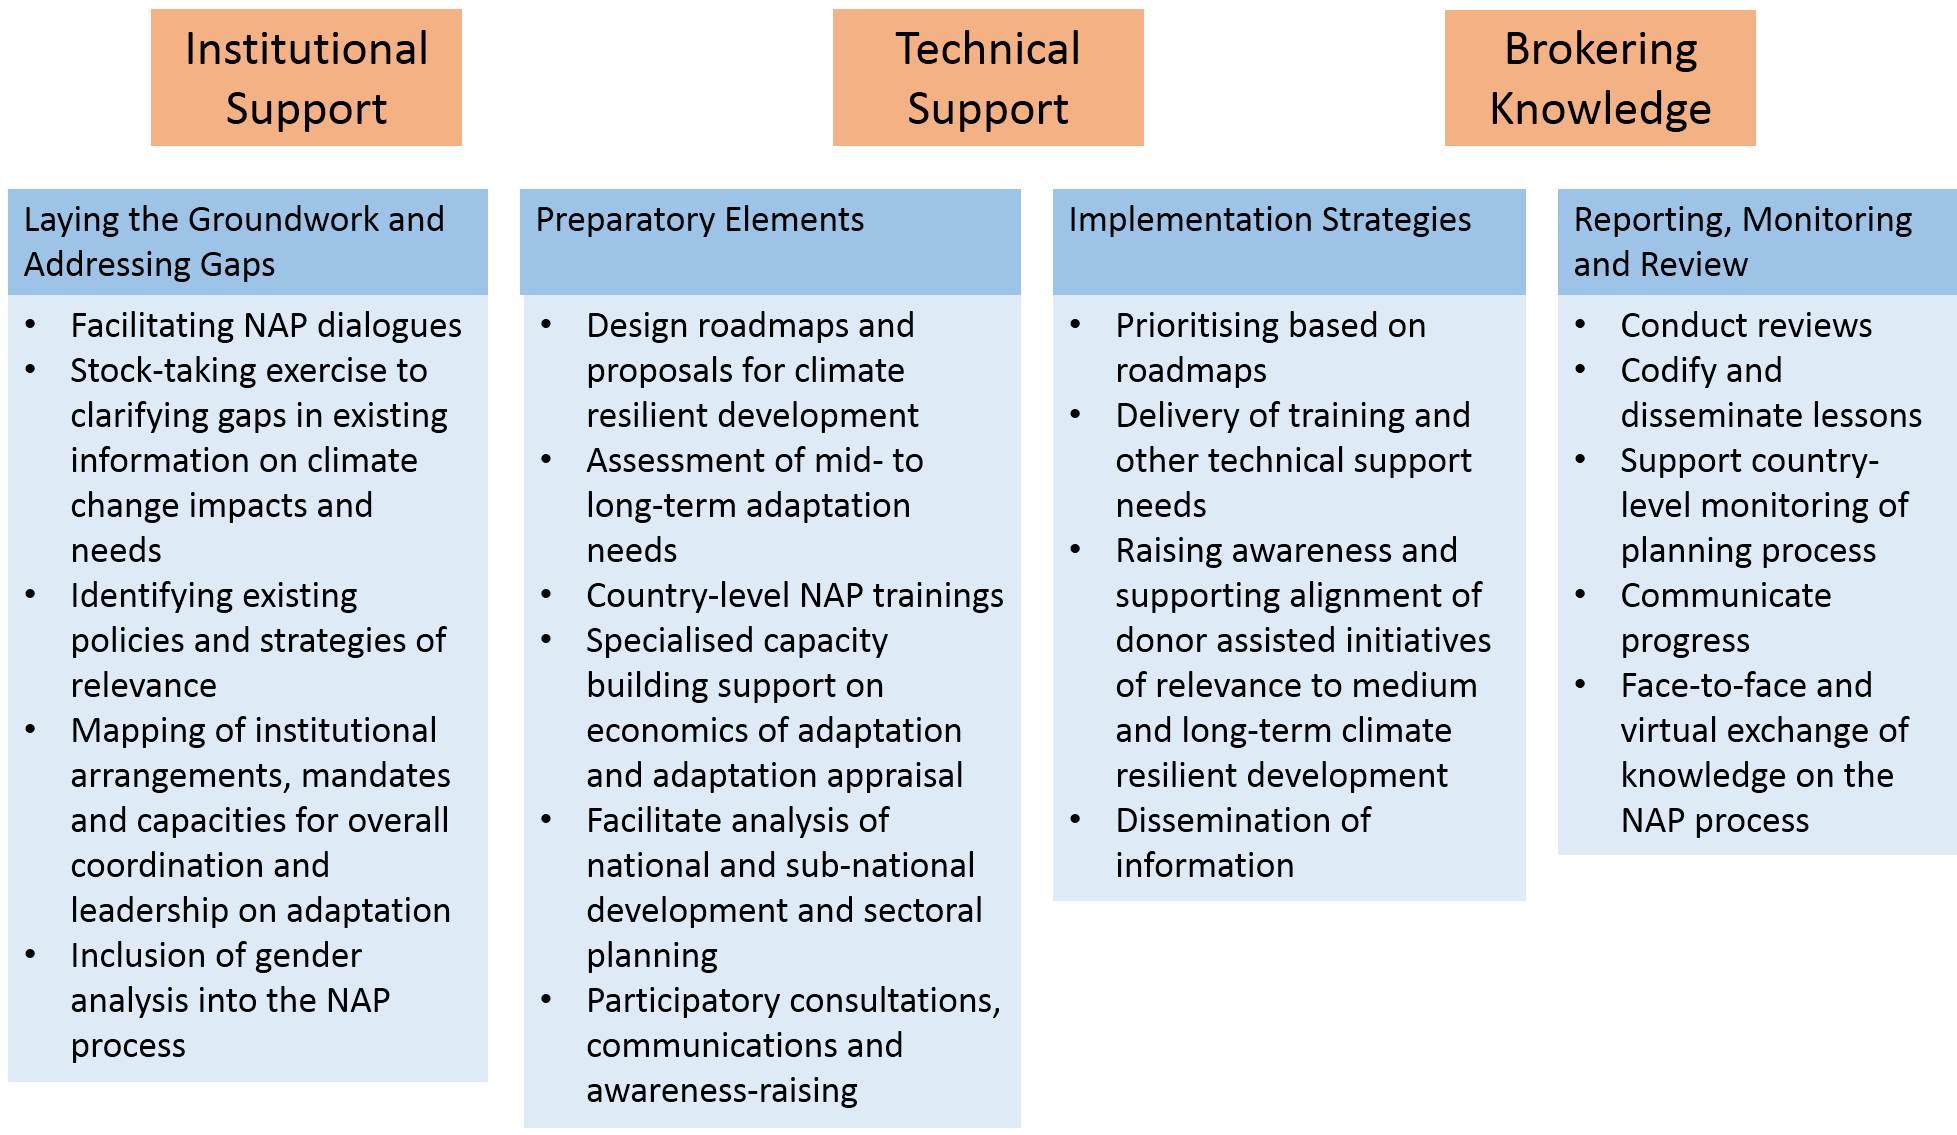 Institutional
Support
Technical
Support
Brokering
Knowledge
Laying the Groundwork and
Addressing Gaps
• Facilitating NAP dialogues
• Stock-taking exercise to
clarifying gaps in existing
information on climate
change impacts and
needs
• Identifying existing
policies and strategies of
relevance
• Mapping of institutional
arrangements, mandates
and capacities for overall
coordination and
leadership on adaptation
• Inclusion of gender
analysis into the NAP
process
Preparatory Elements
• Design roadmaps and
proposals for climate
resilient development
• Assessment of mid- to
long-term adaptation
needs
• Country-level NAP trainings
• Specialised capacity
building support on
economics of adaptation
and adaptation appraisal
• Facilitate analysis of
national and sub-national
development and sectoral
planning
• Participatory consultations,
communications and
awareness-raising
Implementation Strategies
• Prioritising based on
roadmaps
• Delivery of training and
other technical support
needs
• Raising awareness and
supporting alignment of
donor assisted initiatives
of relevance to medium
and long-term climate
resilient development
• Dissemination of
information
Reporting, Monitoring
and Review
• Conduct reviews
• Codify and
disseminate lessons
• Support country-
level monitoring of
planning process
• Communicate
progress
• Face-to-face and
virtual exchange of
knowledge on the
NAP process